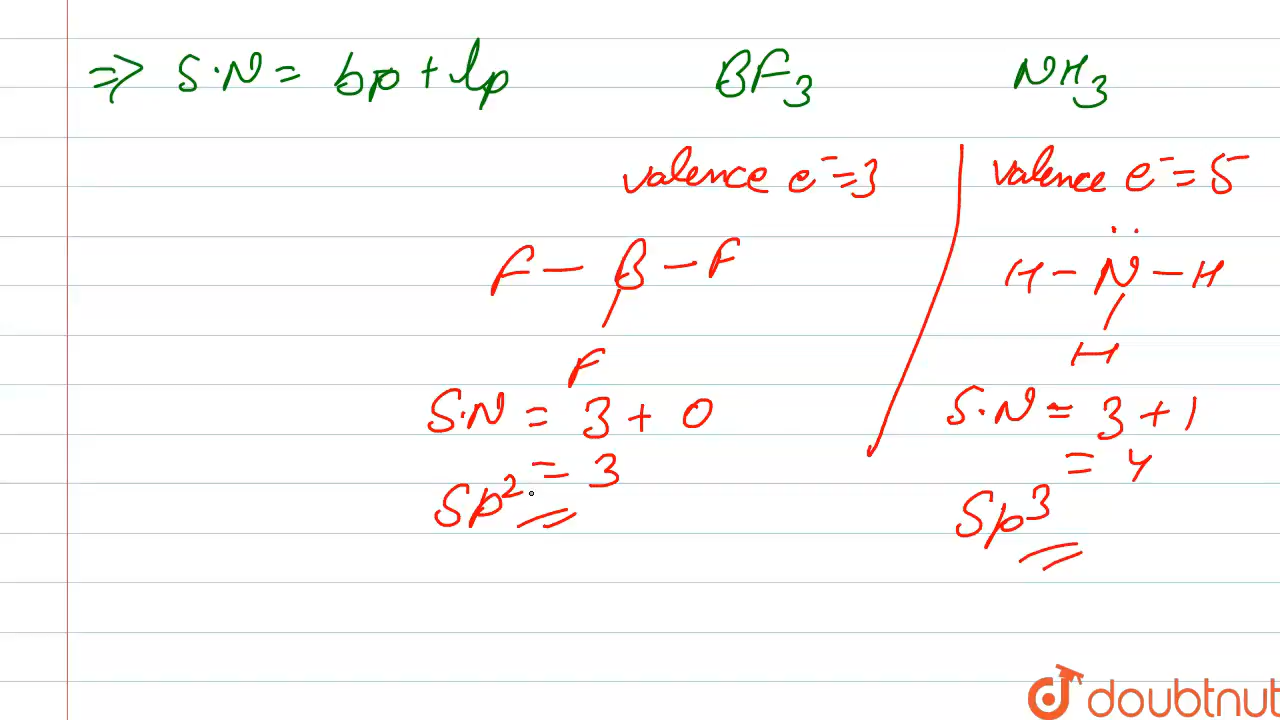 ⇒ S.N = bp + lp BF₃ NH₃
valence e⁻ = 3 valence e⁻ = 5
F – B – F H – N̈ – H
F H
S.N = 3 + 0 S.N = 3 + 1
= 3 = 4
Sp² Sp³
doubtnut